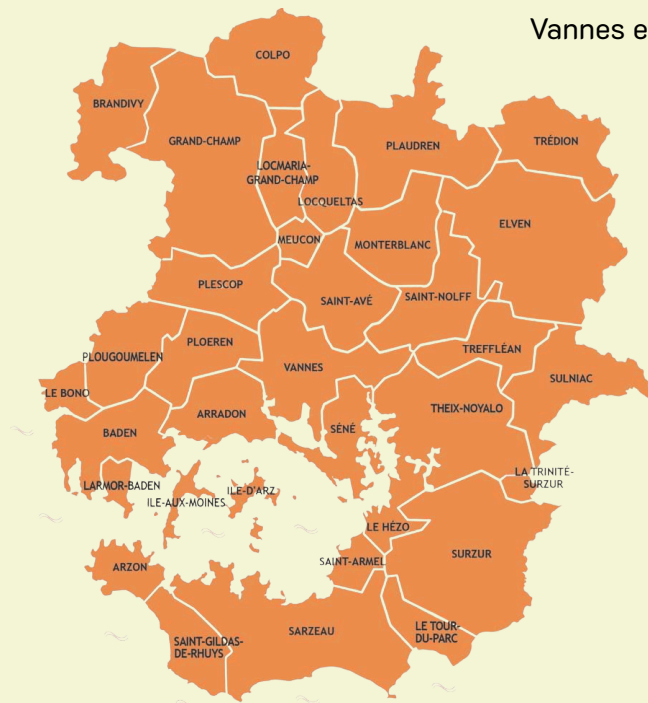 Vannes e
COLPO
BRANDIVY
GRAND-CHAMP
PLAUDREN
TRÉDION
LOCMARIA-
GRAND-CHAMP
LOCQUELTAS
ELVEN
MEUCON
MONTERBLANC
PLESCOP
SAINT-AVÉ
SAINT-NOLFF
PLOEREN
TREFFLÉAN
PLOUGOUMELEN
VANNES
SULNIAC
LE BONO
ARRADON
THEIX-NOYALO
BADEN
SÉNÉ
LA TRINITÉ-
SURZUR
LARMOR-BADEN
ILE-D'ARZ
ILE-AUX-MOINES
LE HÉZO
SURZUR
ARZON
SAINT-ARMEL
SARZEAU
LE TOUR-
DU-PARC
SAINT-GILDAS-
DE-RHUYS